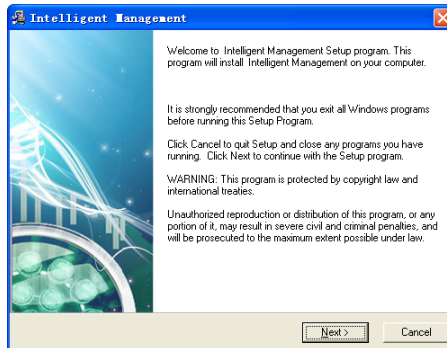 Intelligent Management
Welcome to Intelligent Management Setup program. This
program will install Intelligent Management on your computer.
It is strongly recommended that you exit all Windows programs
before running this Setup Program.
Click Cancel to quit Setup and close any programs you have
running. Click Next to continue with the Setup program.
WARNING: This program is protected by copyright law and
international treaties.
Unauthorized reproduction or distribution of this program, or any
portion of it, may result in severe civil and criminal penalties, and
will be prosecuted to the maximum extent possible under law.
Next >
Cancel